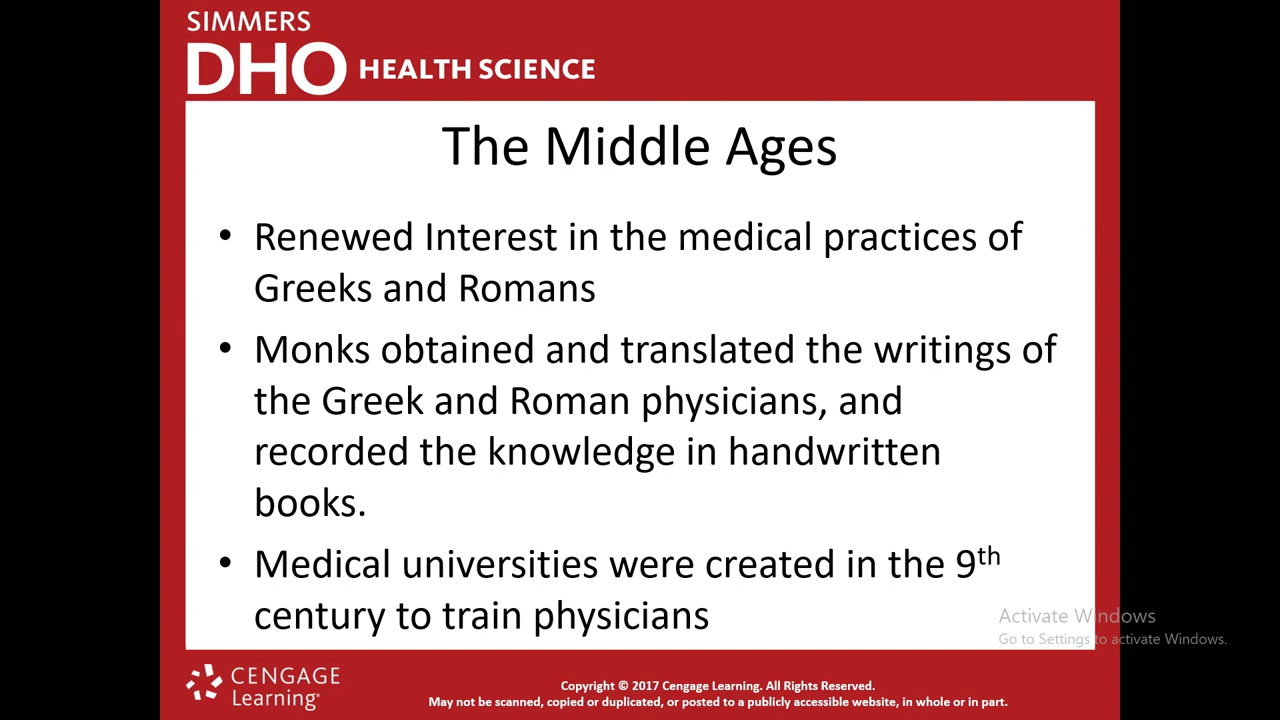 SIMMERS
DHO HEALTH SCIENCE
The Middle Ages
• Renewed Interest in the medical practices of
Greeks and Romans
• Monks obtained and translated the writings of
the Greek and Roman physicians, and
recorded the knowledge in handwritten
books.
• Medical universities were created in the 9th
century to train physicians
Activate Windows
Go to Settings to activate Windows.
CENGAGE
Learning®
Copyright © 2017 Cengage Learning. All Rights Reserved.
May not be scanned, copied or duplicated, or posted to a publicly accessible website, in whole or in part.